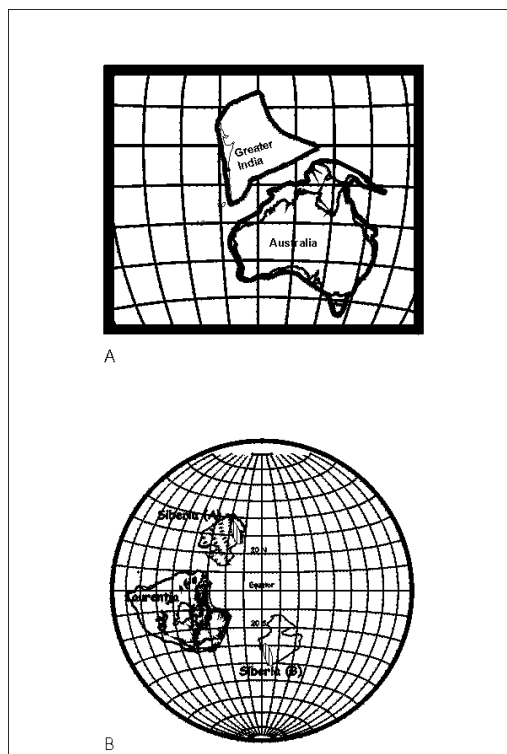 Greater
India
Australia
A
Siberia (A)
20 N
Laurentia
Equator
20 S
Siberia (B)
B